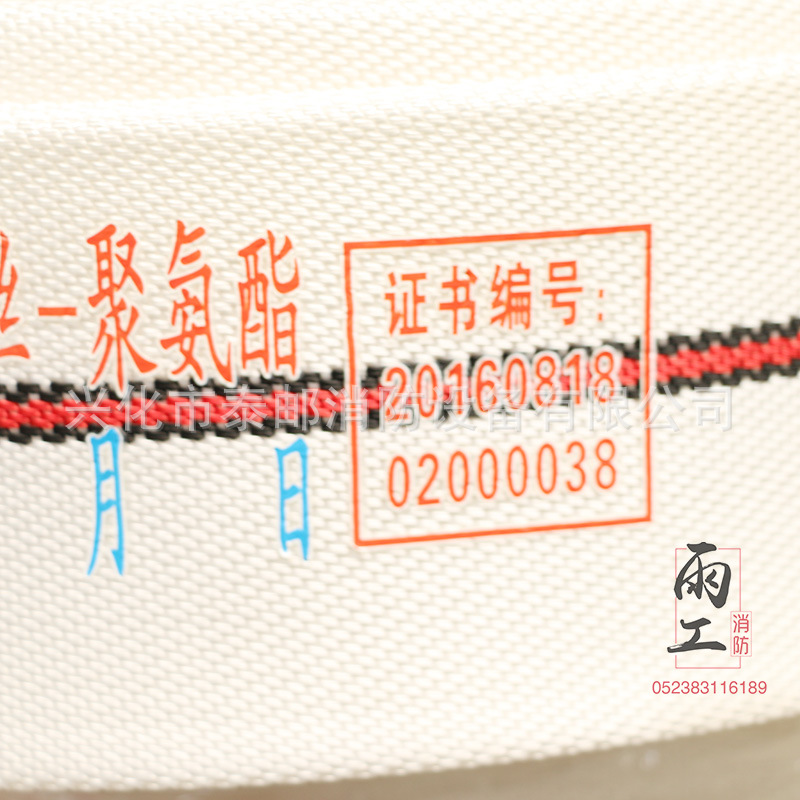 丝-聚氨酯
证书编号:
20160818
02000038
兴化市泰邮消防设备有限公司
月 日
雨工
消防
052383116189